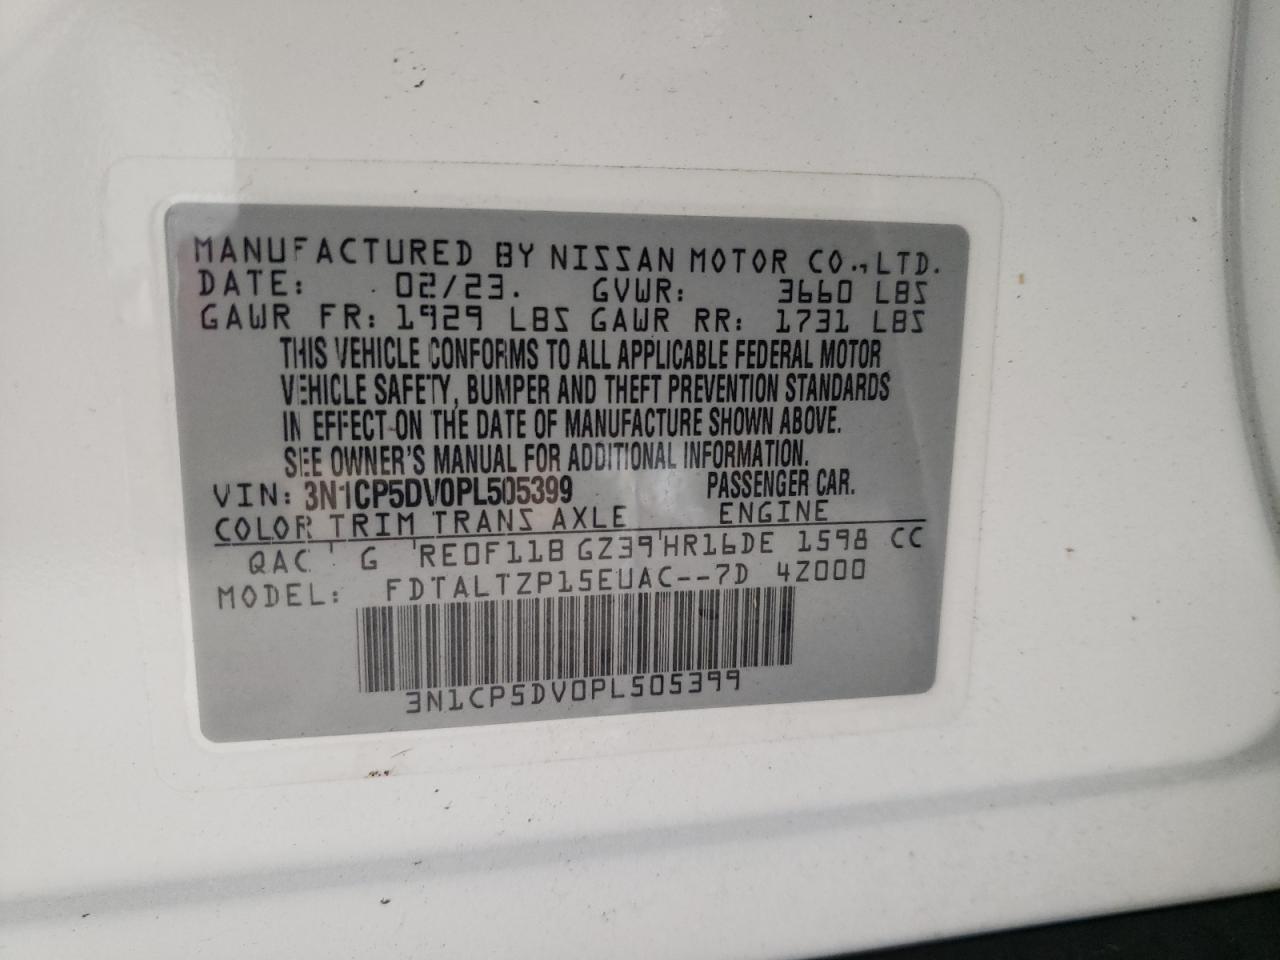 MANUFACTURED BY NISSAN MOTOR CO., LTD.
DATE: 02/23. GVWR: 3660 LBS
GAWR FR: 1929 LBS GAWR RR: 1731 LBS
THIS VEHICLE CONFORMS TO ALL APPLICABLE FEDERAL MOTOR
VEHICLE SAFETY, BUMPER AND THEFT PREVENTION STANDARDS
IN EFFECT ON THE DATE OF MANUFACTURE SHOWN ABOVE.
SEE OWNER'S MANUAL FOR ADDITIONAL INFORMATION.
VIN: 3N1CP5DV0PL505399 PASSENGER CAR.
COLOR TRIM TRANS AXLE ENGINE
QAC G RE0F11B GZ39 HR16DE 1598 CC
MODEL: FDTALTZP15EUAC--7D 4Z000
3N1CP5DV0PL505399